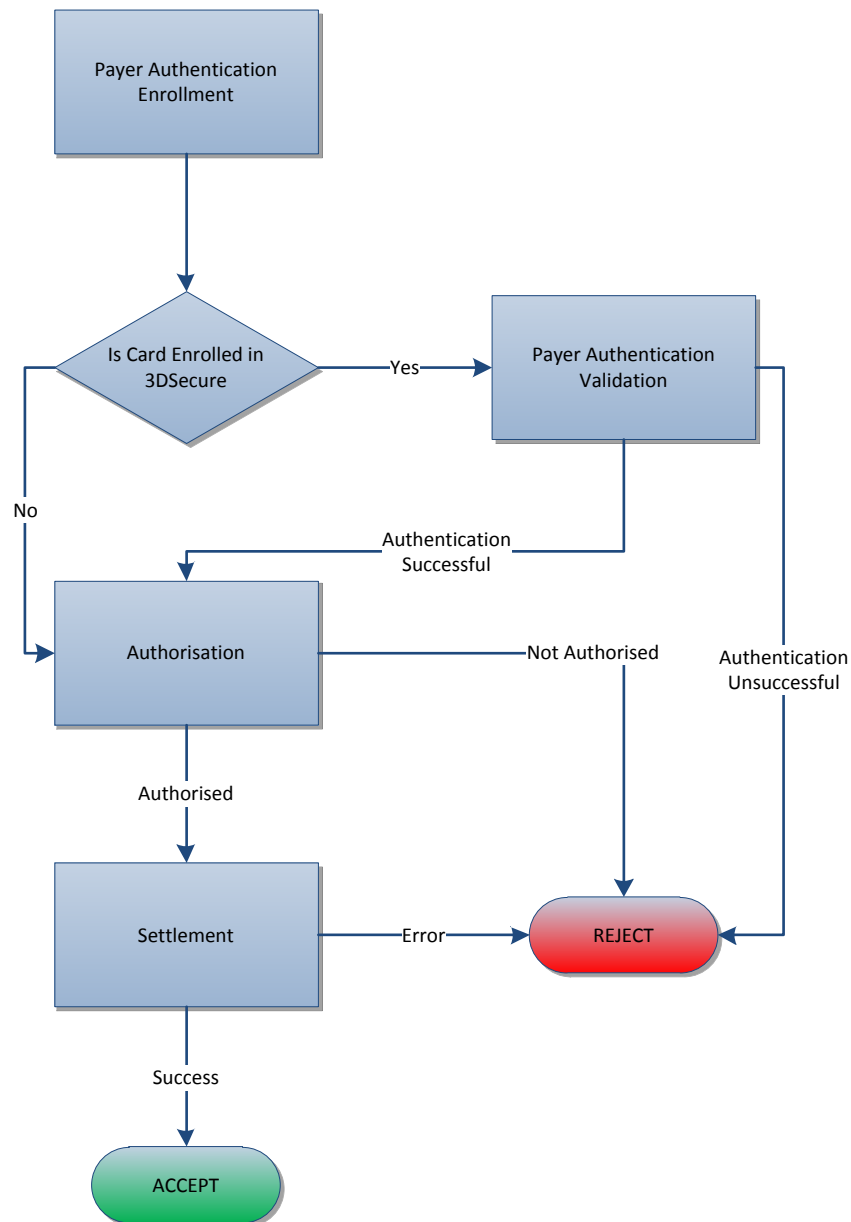 Payer Authentication
Enrollment
Is Card Enrolled in
3DSecure
Yes
Payer Authentication
Validation
No
Authentication
Successful
Authorisation
Not Authorised
Authentication
Unsuccessful
Authorised
Settlement
Error
REJECT
Success
ACCEPT